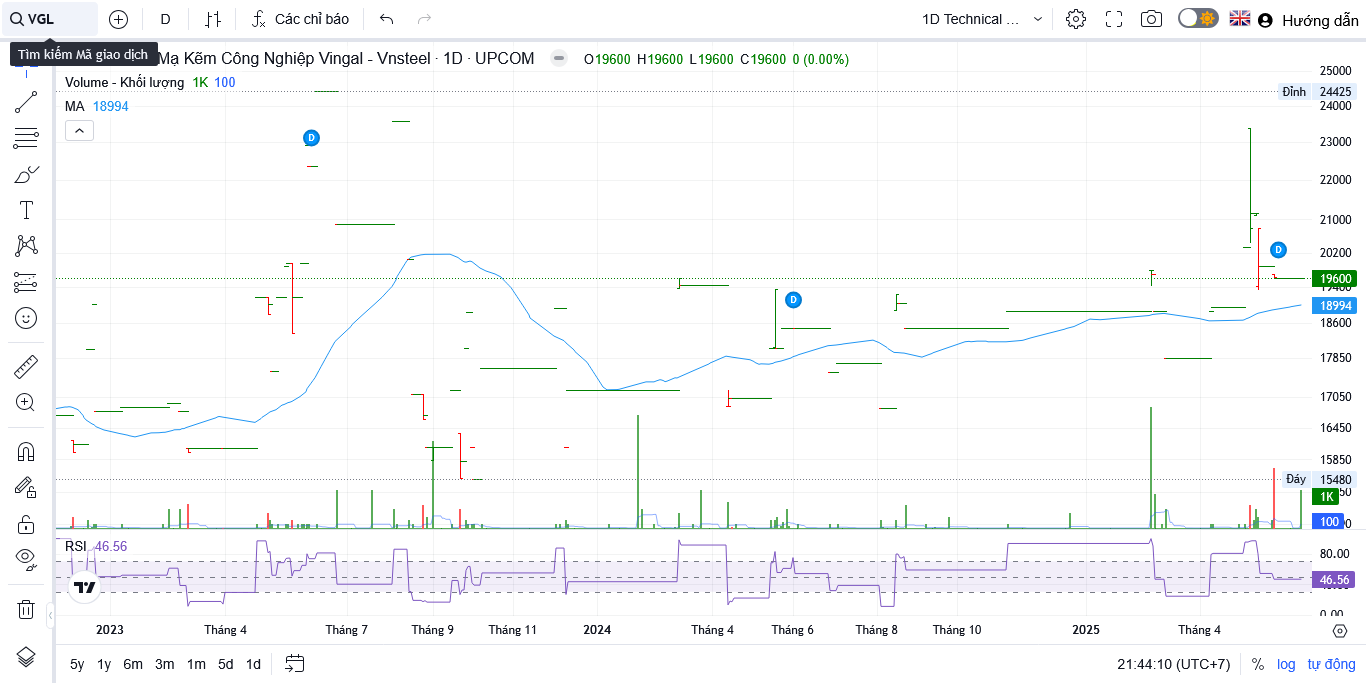 VGL
D
Các chỉ báo
1D Technical ...
Hướng dẫn
Tìm kiếm Mã giao dịch
Mạ Kẽm Công Nghiệp Vingal - Vnsteel · 1D · UPCOM
O19600 H19600 L19600 C19600 0 (0.00%)
Volume - Khối lượng 1K 100
MA 18994
D
D
D
25000
Đỉnh 24425
24000
23000
22000
21000
20200
19600
19400
18994
18600
17850
17050
16450
15850
Đáy 15480
1K
100
RSI 46.56
80.00
46.56
0.00
2023
Tháng 4
Tháng 7
Tháng 9
Tháng 11
2024
Tháng 4
Tháng 6
Tháng 8
Tháng 10
2025
Tháng 4
5y 1y 6m 3m 1m 5d 1d
21:44:10 (UTC+7)
% log tự động